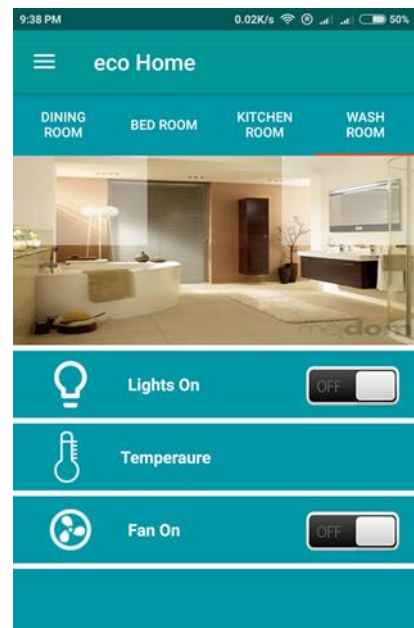 9:38 PM 0.02K/s 50%
eco Home
DINING ROOM
BED ROOM
KITCHEN ROOM
WASH ROOM
mojdom
Lights On OFF
Temperaure
Fan On OFF